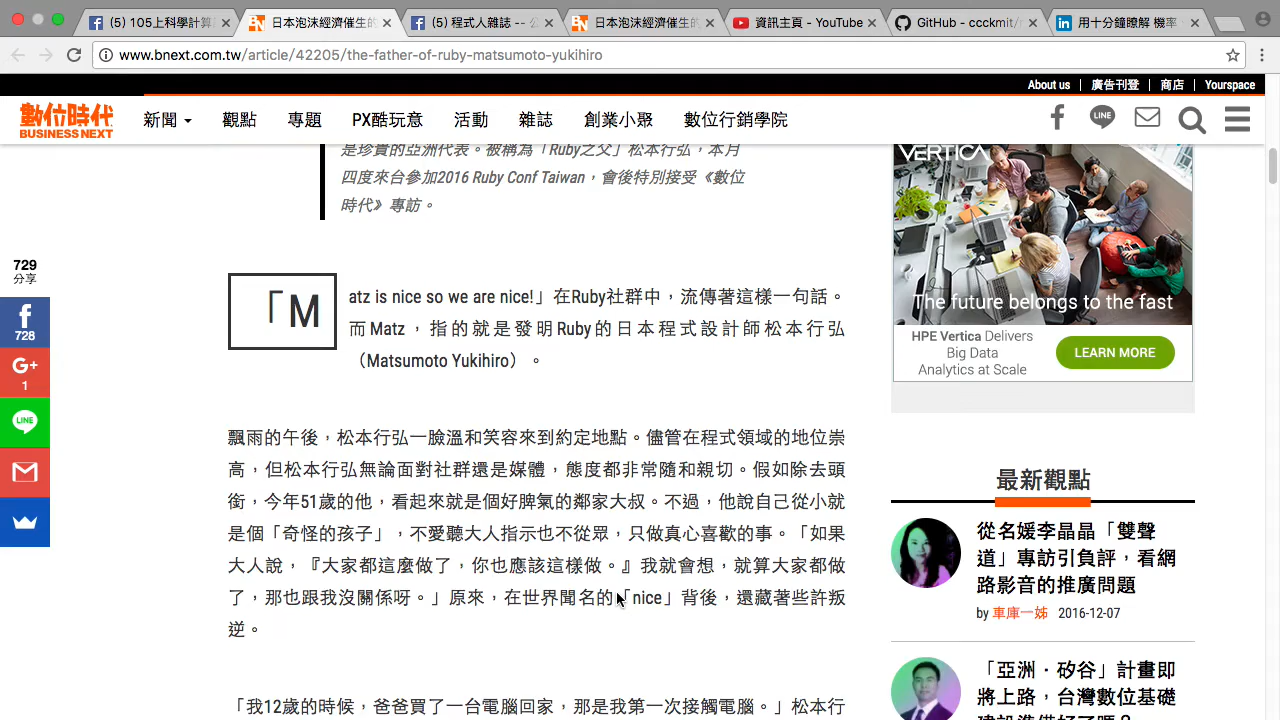 (5) 105上科學計算
日本泡沫經濟催生的
(5) 程式人雜誌 -- 公
日本泡沫經濟催生的
資訊主頁 - YouTube
GitHub - ccckmit/
用十分鐘瞭解 機率
www.bnext.com.tw/article/42205/the-father-of-ruby-matsumoto-yukihiro
About us | 廣告刊登 | 商店 | Yourspace
數位時代
BUSINESS NEXT
新聞 觀點 專題 PX酷玩意 活動 雜誌 創業小聚 數位行銷學院
LINE
是珍貴的亞洲代表。被稱為「Ruby之父」松本行弘，本月
四度來台參加2016 Ruby Conf Taiwan，會後特別接受《數位
時代》專訪。
729
分享
728
G+
1
LINE
「Matz is nice so we are nice!」在Ruby社群中，流傳著這樣一句話。
而Matz，指的就是發明Ruby的日本程式設計師松本行弘
（Matsumoto Yukihiro）。
飄雨的午後，松本行弘一臉溫和笑容來到約定地點。儘管在程式領域的地位崇
高，但松本行弘無論面對社群還是媒體，態度都非常隨和親切。假如除去頭
銜，今年51歲的他，看起來就是個好脾氣的鄰家大叔。不過，他說自己從小就
是個「奇怪的孩子」，不愛聽大人指示也不從眾，只做真心喜歡的事。「如果
大人說，『大家都這麼做了，你也應該這樣做。』我就會想，就算大家都做
了，那也跟我沒關係呀。」原來，在世界聞名的「nice」背後，還藏著些許叛
逆。
「我12歲的時候，爸爸買了一台電腦回家，那是我第一次接觸電腦。」松本行
VERTICA
The future belongs to the fast
HPE Vertica Delivers
Big Data
Analytics at Scale
LEARN MORE
最新觀點
從名媛李晶晶「雙聲
道」專訪引負評，看網
路影音的推廣問題
by 車庫一姊 2016-12-07
「亞洲．矽谷」計畫即
將上路，台灣數位基礎
建設準備好了嗎？